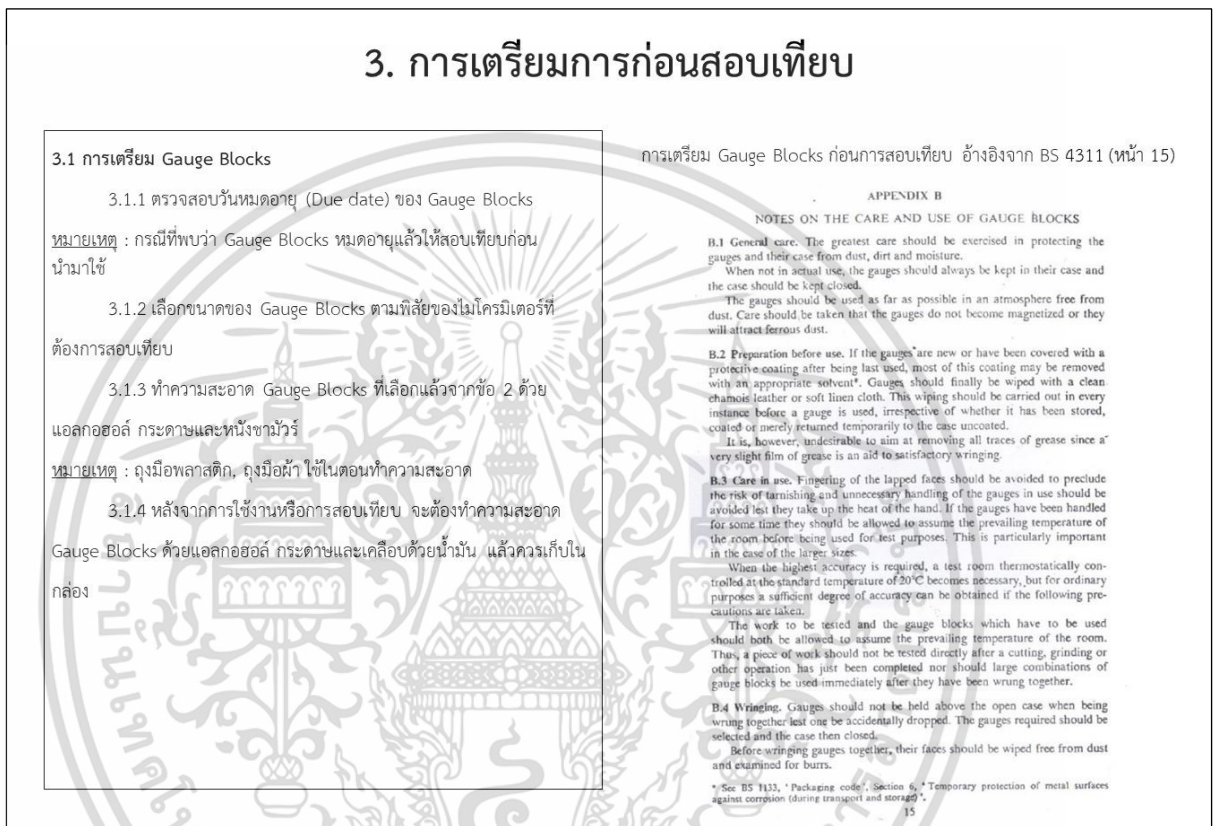 3. การเตรียมการก่อนสอบเทียบ
3.1 การเตรียม Gauge Blocks
3.1.1 ตรวจสอบวันหมดอายุ (Due date) ของ Gauge Blocks
หมายเหตุ : กรณีที่พบว่า Gauge Blocks หมดอายุแล้วให้สอบเทียบก่อน
นำมาใช้
3.1.2 เลือกขนาดของ Gauge Blocks ตามพิสัยของไมโครมิเตอร์ที่
ต้องการสอบเทียบ
3.1.3 ทำความสะอาด Gauge Blocks ที่เลือกแล้วจากข้อ 2 ด้วย
แอลกอฮอล์ กระดาษและหนังชามัวร์
หมายเหตุ : ถุงมือพลาสติก, ถุงมือผ้า ใช้ในตอนทำความสะอาด
3.1.4 หลังจากการใช้งานหรือการสอบเทียบ จะต้องทำความสะอาด
Gauge Blocks ด้วยแอลกอฮอล์ กระดาษและเคลือบด้วยน้ำมัน แล้วควรเก็บใน
กล่อง
การเตรียม Gauge Blocks ก่อนการสอบเทียบ อ้างอิงจาก BS 4311 (หน้า 15)
APPENDIX B
NOTES ON THE CARE AND USE OF GAUGE BLOCKS
B.1 General care. The greatest care should be exercised in protecting the
gauges and their case from dust, dirt and moisture.
When not in actual use, the gauges should always be kept in their case and
the case should be kept closed.
The gauges should be used as far as possible in an atmosphere free from
dust. Care should be taken that the gauges do not become magnetized or they
will attract ferrous dust.
B.2 Preparation before use. If the gauges are new or have been covered with a
protective coating after being last used, most of this coating may be removed
with an appropriate solvent*. Gauges should finally be wiped with a clean
chamois leather or soft linen cloth. This wiping should be carried out in every
instance before a gauge is used, irrespective of whether it has been stored,
coated or merely returned temporarily to the case uncoated.
It is, however, undesirable to aim at removing all traces of grease since a
very slight film of grease is an aid to satisfactory wringing.
B.3 Care in use. Fingering of the lapped faces should be avoided to preclude
the risk of tarnishing and unnecessary handling of the gauges in use should be
avoided lest they take up the heat of the hand. If the gauges have been handled
for some time they should be allowed to assume the prevailing temperature of
the room before being used for test purposes. This is particularly important
in the case of the larger sizes.
When the highest accuracy is required, a test room thermostatically con-
trolled at the standard temperature of 20°C becomes necessary, but for ordinary
purposes a sufficient degree of accuracy can be obtained if the following pre-
cautions are taken.
The work to be tested and the gauge blocks which have to be used
should both be allowed to assume the prevailing temperature of the room.
Thus, a piece of work should not be tested directly after a cutting, grinding or
other operation has just been completed nor should large combinations of
gauge blocks be used immediately after they have been wrung together.
B.4 Wringing. Gauges should not be held above the open case when being
wrung together lest one be accidentally dropped. The gauges required should be
selected and the case then closed.
Before wringing gauges together, their faces should be wiped free from dust
and examined for burrs.
* See BS 1133, 'Packaging code', Section 6, 'Temporary protection of metal surfaces
against corrosion (during transport and storage)'.
15